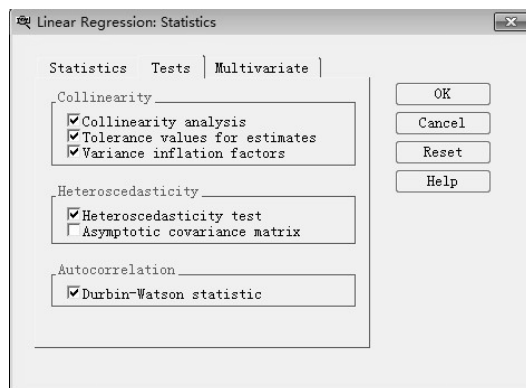 Linear Regression: Statistics
Statistics Tests Multivariate
Collinearity
Collinearity analysis
Tolerance values for estimates
Variance inflation factors
Heteroscedasticity
Heteroscedasticity test
Asymptotic covariance matrix
Autocorrelation
Durbin-Watson statistic
OK
Cancel
Reset
Help